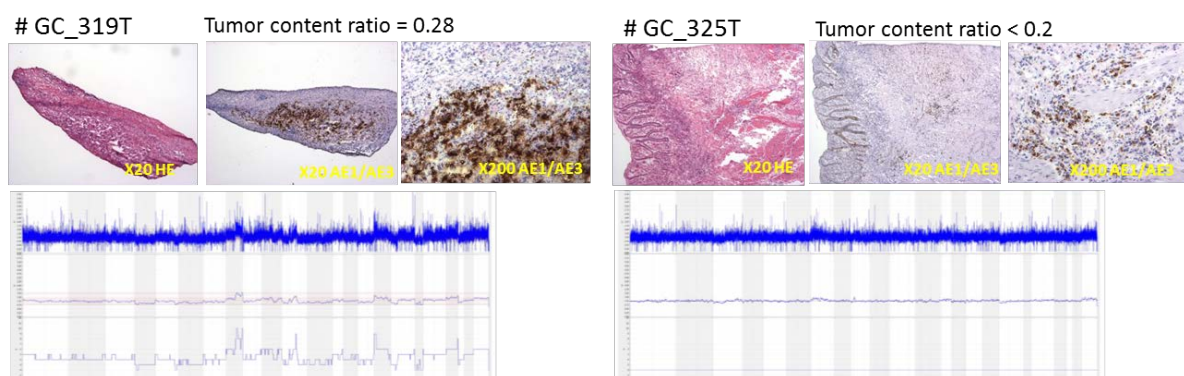 # GC_319T
Tumor content ratio = 0.28
X20 HE
X20 AE1/AE3
X200 AE1/AE3
# GC_325T
Tumor content ratio < 0.2
X20 HE
X20 AE1/AE3
X200 AE1/AE3